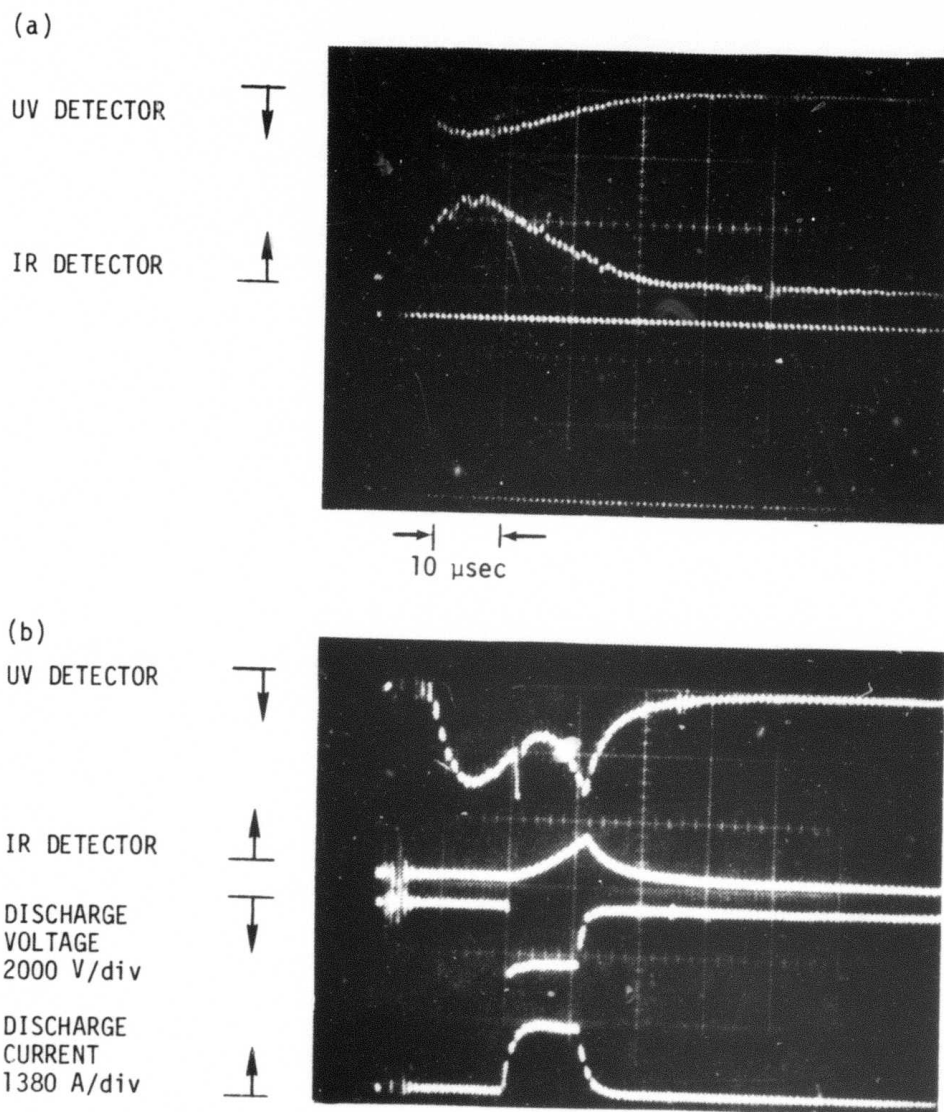 (a)
UV DETECTOR
IR DETECTOR
10 μsec
(b)
UV DETECTOR
IR DETECTOR
DISCHARGE
VOLTAGE
2000 V/div
DISCHARGE
CURRENT
1380 A/div